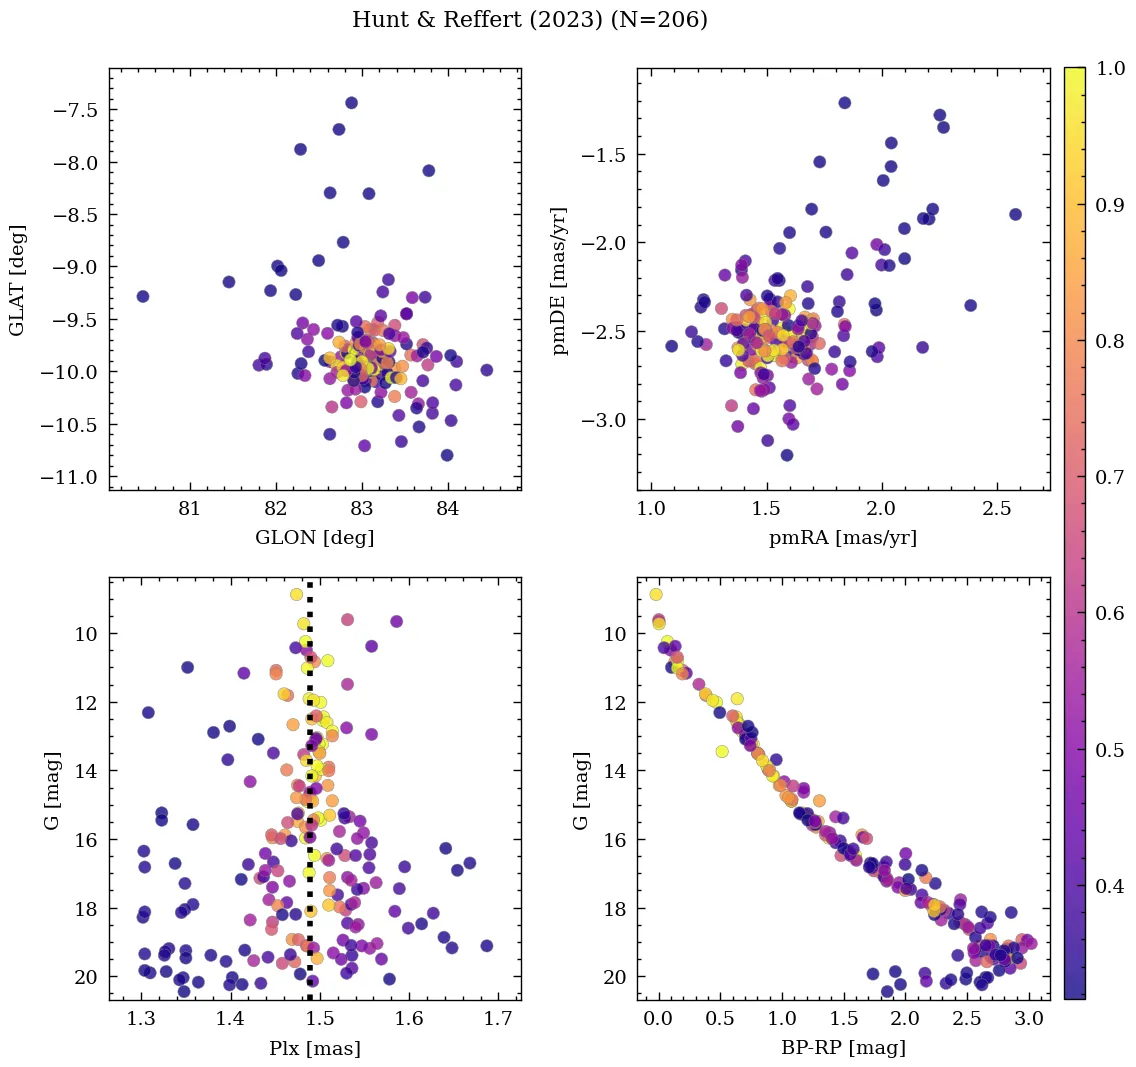 Hunt & Reffert (2023) (N=206)
GLAT [deg]
−7.5
−8.0
−8.5
−9.0
−9.5
−10.0
−10.5
−11.0
81 82 83 84
GLON [deg]
pmDE [mas/yr]
−1.5
−2.0
−2.5
−3.0
1.0 1.5 2.0 2.5
pmRA [mas/yr]
1.0
0.9
0.8
0.7
0.6
0.5
0.4
G [mag]
10
12
14
16
18
20
1.3 1.4 1.5 1.6 1.7
Plx [mas]
G [mag]
10
12
14
16
18
20
0.0 0.5 1.0 1.5 2.0 2.5 3.0
BP-RP [mag]